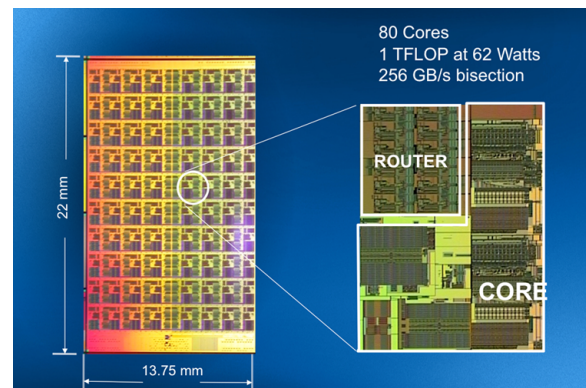 80 Cores
1 TFLOP at 62 Watts
256 GB/s bisection
ROUTER
22 mm
CORE
13.75 mm